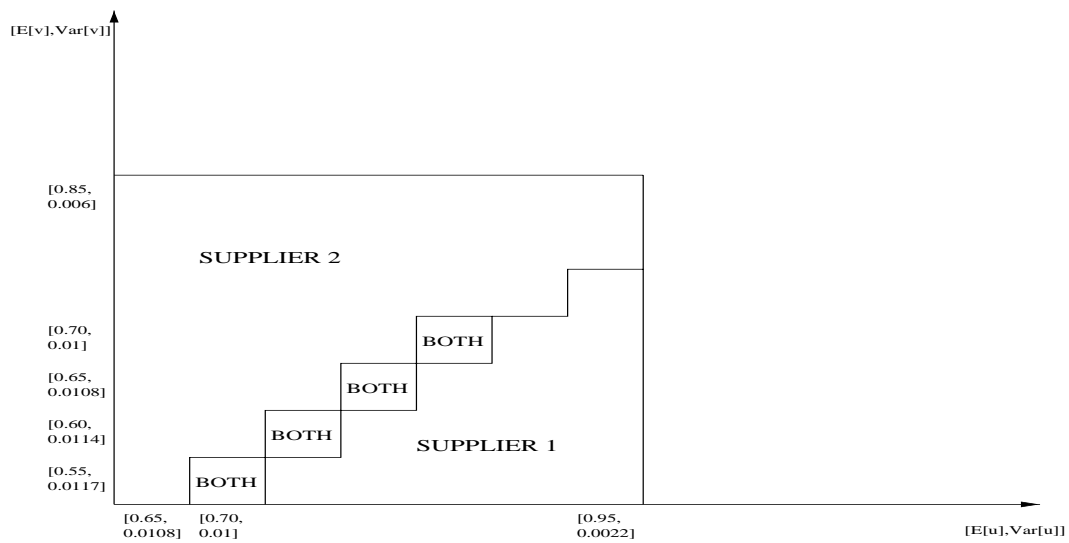 [E[v],Var[v]]
[0.85,
0.006]
SUPPLIER 2
[0.70,
0.01]
BOTH
[0.65,
0.0108]
BOTH
[0.60,
0.0114]
BOTH
SUPPLIER 1
[0.55,
0.0117]
BOTH
[0.65,
0.0108]
[0.70,
0.01]
[0.95,
0.0022]
[E[u],Var[u]]